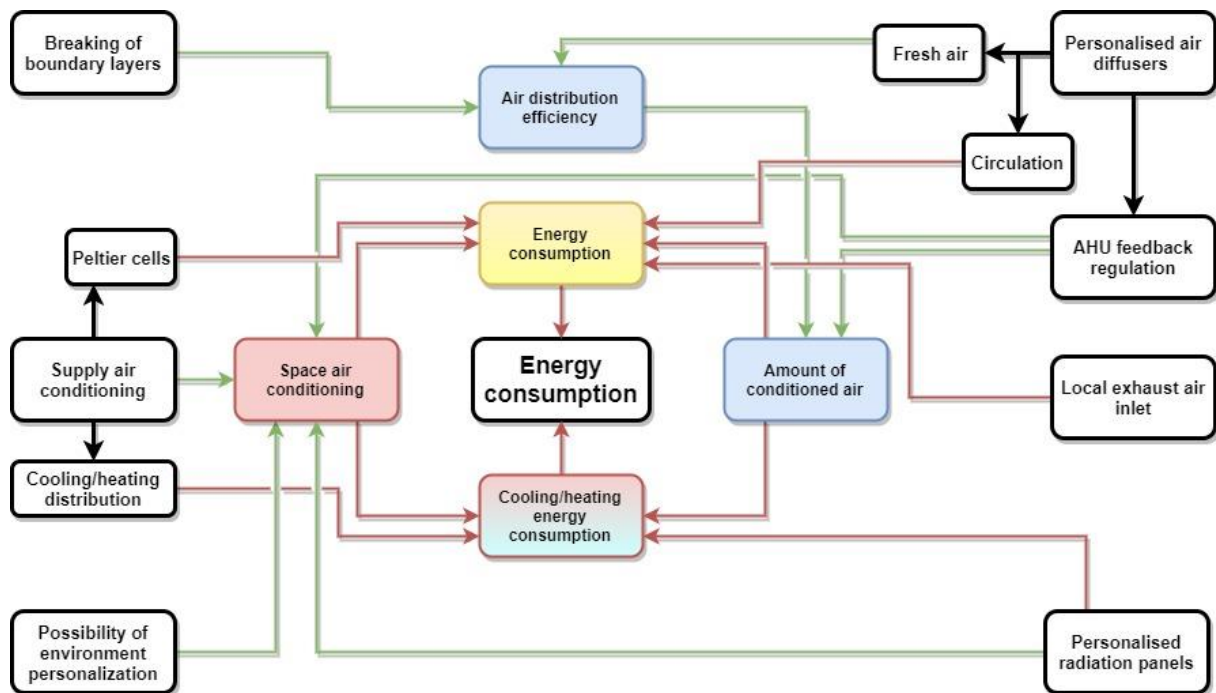 Breaking of
boundary layers
Air distribution
efficiency
Fresh air
Personalised air
diffusers
Circulation
Peltier cells
Energy
consumption
AHU feedback
regulation
Supply air
conditioning
Space air
conditioning
Energy
consumption
Amount of
conditioned air
Local exhaust air
inlet
Cooling/heating
distribution
Cooling/heating
energy
consumption
Possibility of
environment
personalization
Personalised
radiation panels